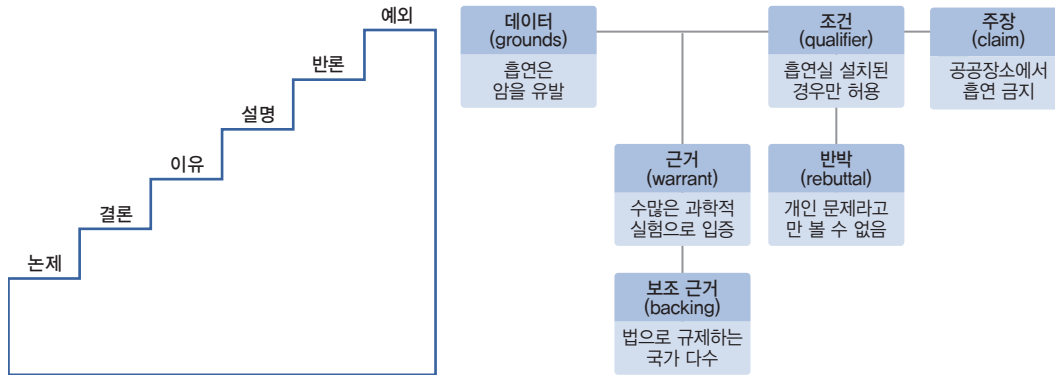 예외
반론
설명
이유
결론
논제
데이터
(grounds)
흡연은
암을 유발
조건
(qualifier)
흡연실 설치된
경우만 허용
주장
(claim)
공공장소에서
흡연 금지
근거
(warrant)
수많은 과학적
실험으로 입증
반박
(rebuttal)
개인 문제라고
만 볼 수 없음
보조 근거
(backing)
법으로 규제하는
국가 다수